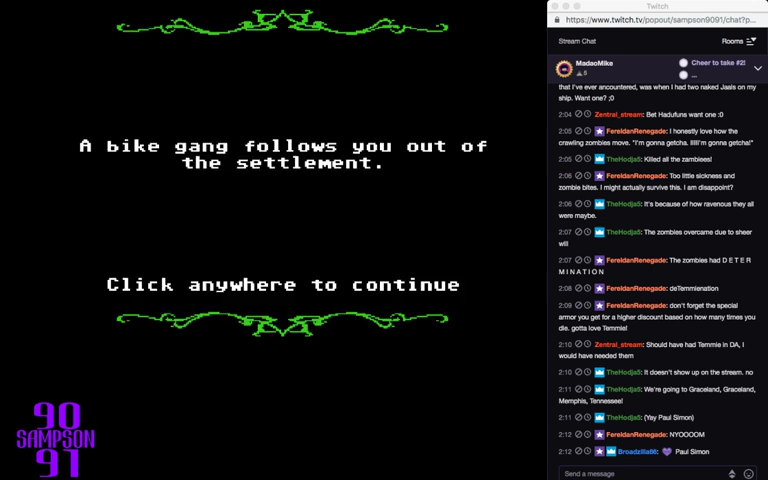 A bike gang follows you out of
the settlement.
Click anywhere to continue
90
SAMPSON
91
Twitch
https://www.twitch.tv/popout/sampson9091/chat?p...
Stream Chat
Rooms
MadaoMike
Cheer to take #2!
6
...
that I've ever encountered, was when I had two naked Jaals on my
ship. Want one? ;0
2:04 Zentral_stream: Bet Hadufuns want one :0
2:05 FereldanRenegade: I honestly love how the
crawling zombies move. "I'm gonna getcha. IIIII'm gonna getcha!"
2:05 TheHodja5: Killed all the zambiees!
2:06 FereldanRenegade: Too little sickness and
zombie bites. I might actually survive this. I am disappoint?
2:06 TheHodja5: It's because of how ravenous they all
were maybe.
2:07 TheHodja5: The zombies overcame due to sheer
will
2:07 FereldanRenegade: The zombies had D E T E R
M I N A T I O N
2:08 FereldanRenegade: deTemmienation
2:09 FereldanRenegade: don't forget the special
armor you get for a higher discount based on how many times you
die. gotta love Temmie!
2:10 Zentral_stream: Should have had Temmie in DA, I
would have needed them
2:10 TheHodja5: It doesn't show up on the stream. no
2:11 TheHodja5: We're going to Graceland, Graceland,
Memphis, Tennessee!
2:11 TheHodja5: (Yay Paul Simon)
2:12 FereldanRenegade: NYOOOOM
2:12 Broadzilla86: Paul Simon
Send a message